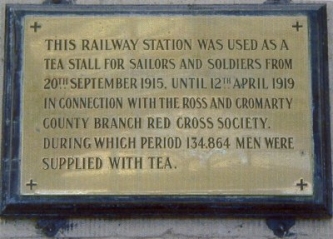 THIS RAILWAY STATION WAS USED AS A
TEA STALL FOR SAILORS AND SOLDIERS FROM
20TH SEPTEMBER 1915, UNTIL 12TH APRIL 1919
IN CONNECTION WITH THE ROSS AND CROMARTY
COUNTY BRANCH RED CROSS SOCIETY.
DURING WHICH PERIOD 134,864 MEN WERE
SUPPLIED WITH TEA.